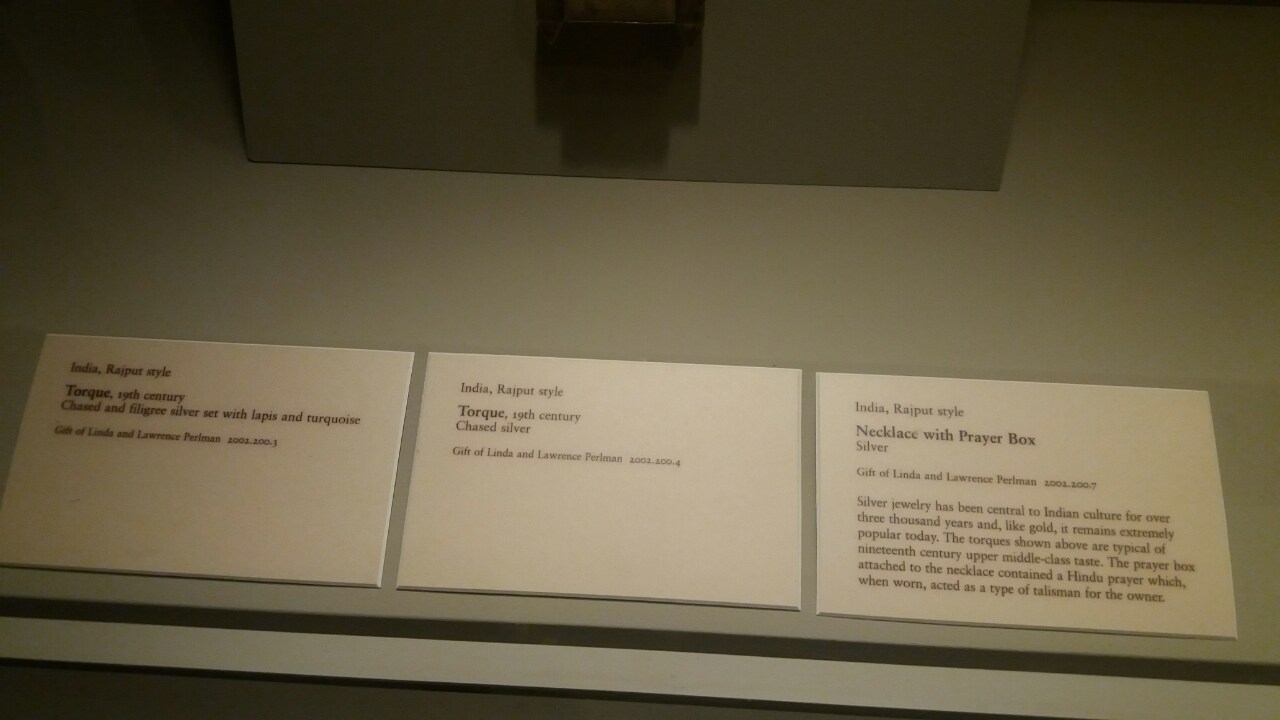 India, Rajput style
Torque, 19th century
Chased and filigree silver set with lapis and turquoise
Gift of Linda and Lawrence Perlman 2002.200.3
India, Rajput style
Torque, 19th century
Chased silver
Gift of Linda and Lawrence Perlman 2002.200.4
India, Rajput style
Necklace with Prayer Box
Silver
Gift of Linda and Lawrence Perlman 2002.200.7
Silver jewelry has been central to Indian culture for over
three thousand years and, like gold, it remains extremely
popular today. The torques shown above are typical of
nineteenth century upper middle-class taste. The prayer box
attached to the necklace contained a Hindu prayer which,
when worn, acted as a type of talisman for the owner.